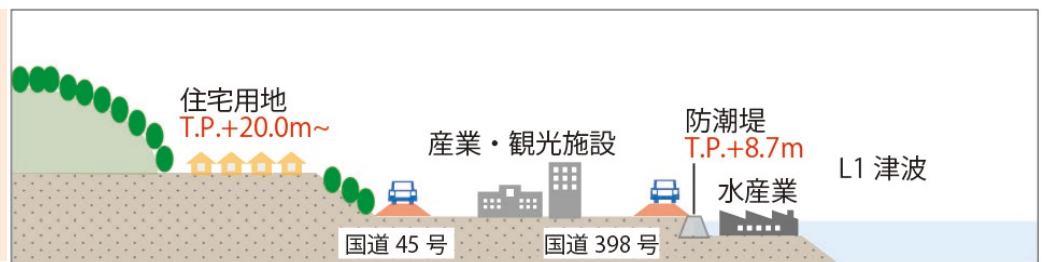 住宅用地
T.P.+20.0m~
産業・観光施設
防潮堤
T.P.+8.7m
L1 津波
水産業
国道 45 号
国道 398 号